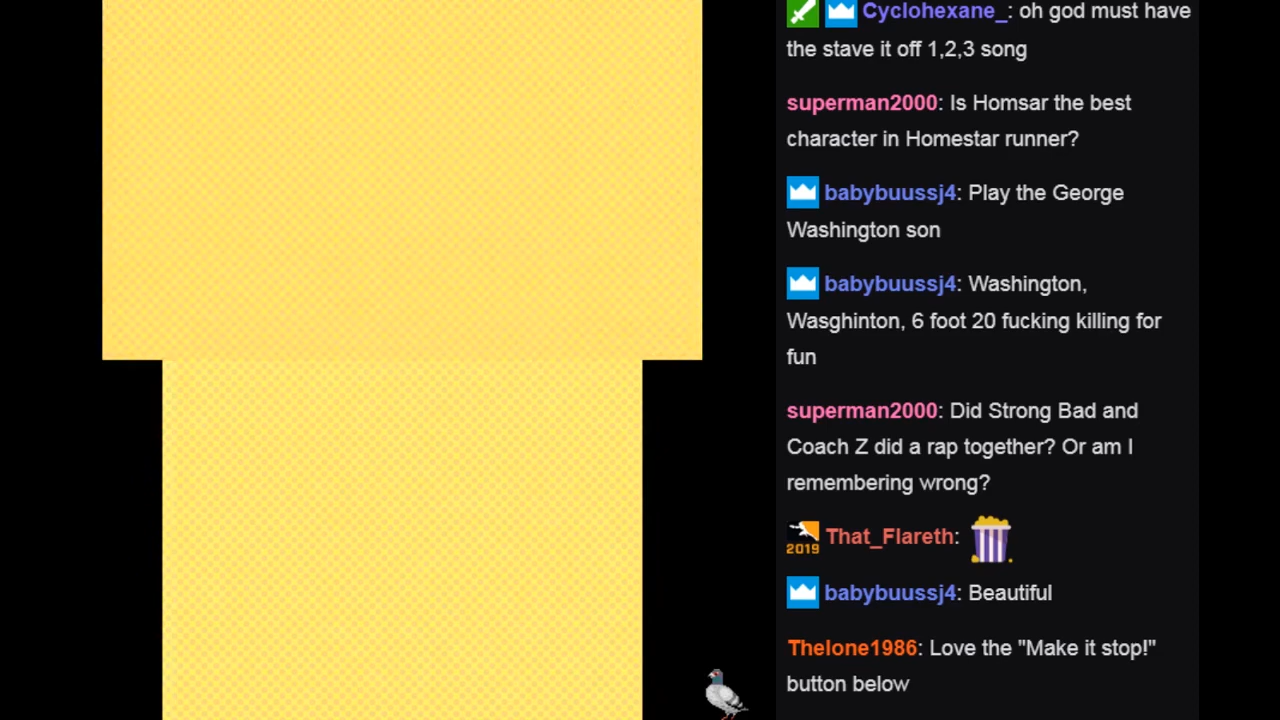 Cyclohexane_: oh god must have
the stave it off 1,2,3 song
superman2000: Is Homsar the best
character in Homestar runner?
babybuussj4: Play the George
Washington son
babybuussj4: Washington,
Wasghinton, 6 foot 20 fucking killing for
fun
superman2000: Did Strong Bad and
Coach Z did a rap together? Or am I
remembering wrong?
2019 That_Flareth:
babybuussj4: Beautiful
Thelone1986: Love the "Make it stop!"
button below